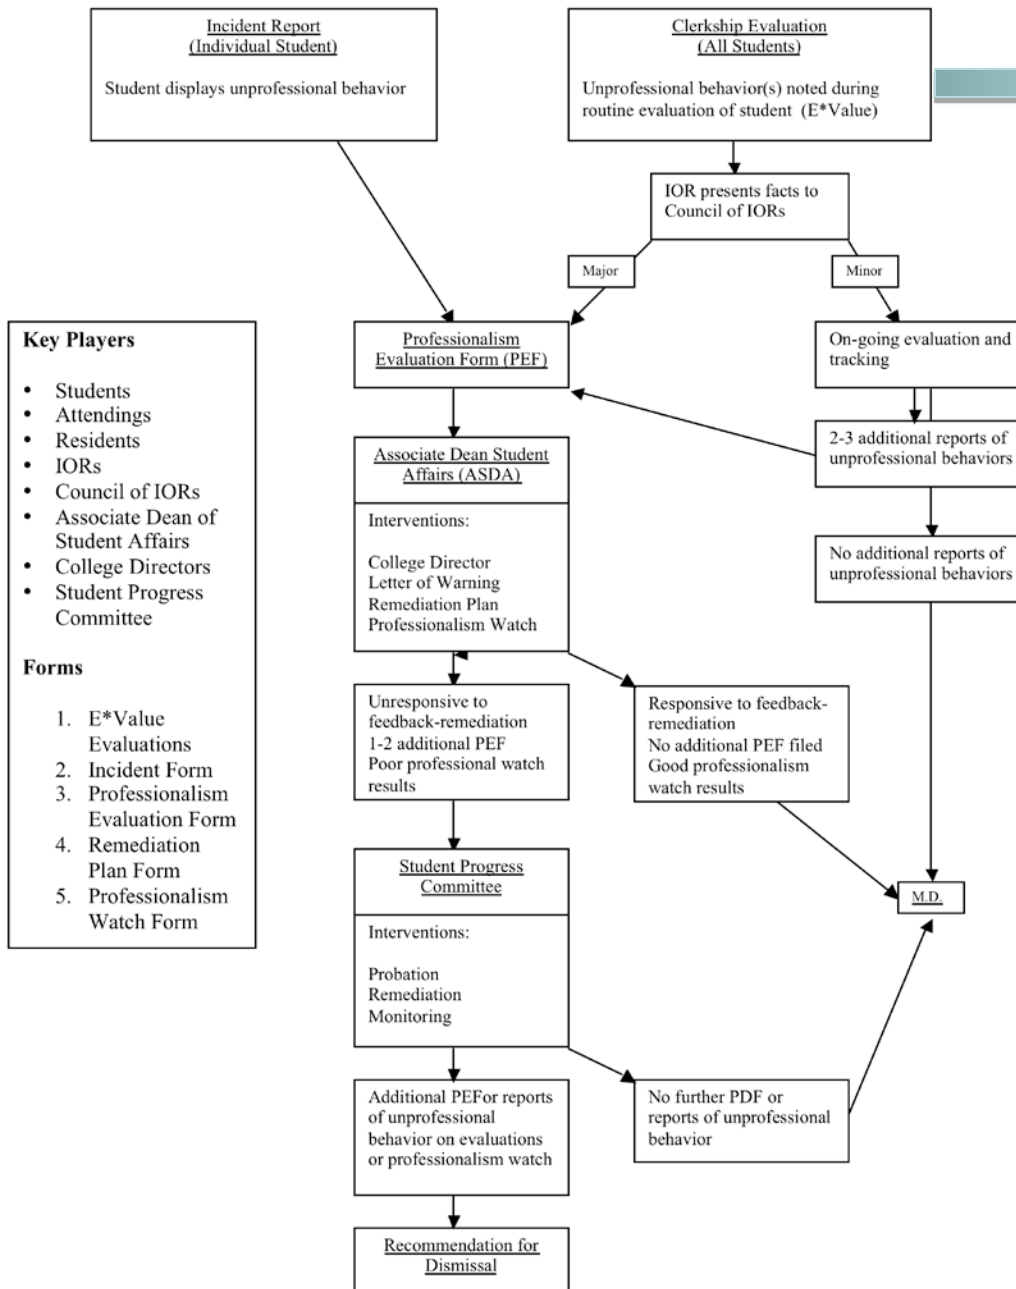 Incident Report
(Individual Student)
Student displays unprofessional behavior
Clerkship Evaluation
(All Students)
Unprofessional behavior(s) noted during
routine evaluation of student (E*Value)
IOR presents facts to
Council of IORs
Major
Minor
Key Players
• Students
• Attendings
• Residents
• IORs
• Council of IORs
• Associate Dean of
Student Affairs
• College Directors
• Student Progress
Committee
Forms
1. E*Value
Evaluations
2. Incident Form
3. Professionalism
Evaluation Form
4. Remediation
Plan Form
5. Professionalism
Watch Form
Professionalism
Evaluation Form (PEF)
On-going evaluation and
tracking
2-3 additional reports of
unprofessional behaviors
Associate Dean Student
Affairs (ASDA)
Interventions:
College Director
Letter of Warning
Remediation Plan
Professionalism Watch
No additional reports of
unprofessional behaviors
Unresponsive to
feedback-remediation
1-2 additional PEF
Poor professional watch
results
Responsive to feedback-
remediation
No additional PEF filed
Good professionalism
watch results
Student Progress
Committee
Interventions:
Probation
Remediation
Monitoring
M.D.
Additional PEFor reports
of unprofessional
behavior on evaluations
or professionalism watch
No further PDF or
reports of unprofessional
behavior
Recommendation for
Dismissal